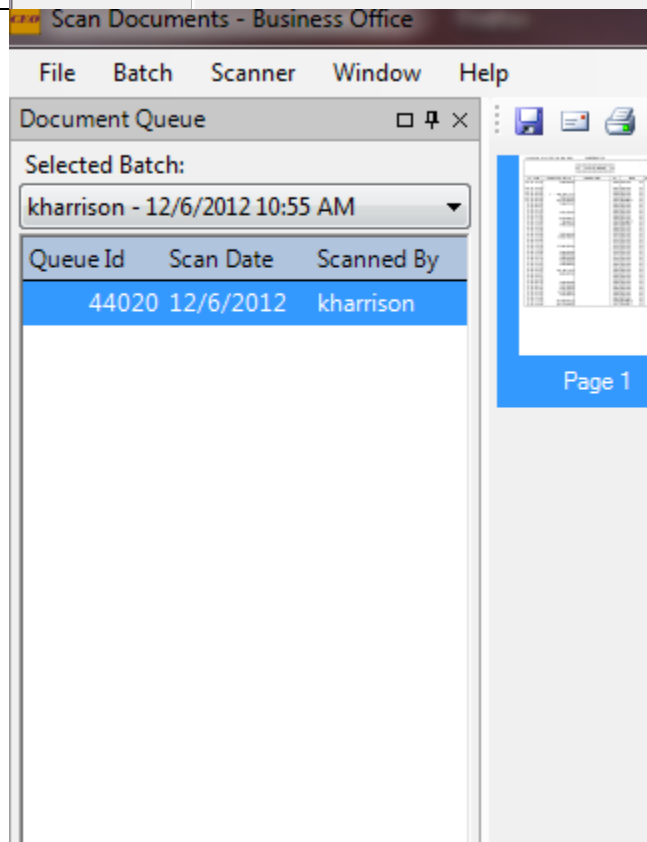 CEO Scan Documents - Business Office
File Batch Scanner Window Help
Document Queue
Selected Batch:
kharrison - 12/6/2012 10:55 AM
Queue Id Scan Date Scanned By
44020 12/6/2012 kharrison
Page 1